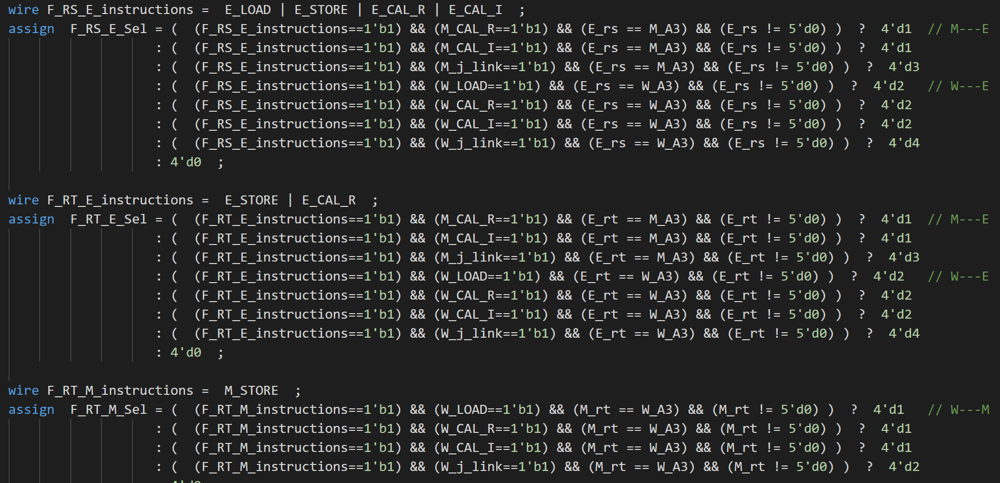 wire F_RS_E_instructions =  E_LOAD | E_STORE | E_CAL_R | E_CAL_I  ;
assign  F_RS_E_Sel = (  (F_RS_E_instructions==1'b1) && (M_CAL_R==1'b1) && (E_rs == M_A3) && (E_rs != 5'd0) )  ?  4'd1  // M---E
: (  (F_RS_E_instructions==1'b1) && (M_CAL_I==1'b1) && (E_rs == M_A3) && (E_rs != 5'd0) )  ?  4'd1
: (  (F_RS_E_instructions==1'b1) && (M_j_link==1'b1) && (E_rs == M_A3) && (E_rs != 5'd0) )  ?  4'd3
: (  (F_RS_E_instructions==1'b1) && (W_LOAD==1'b1) && (E_rs == W_A3) && (E_rs != 5'd0) )  ?  4'd2   // W---E
: (  (F_RS_E_instructions==1'b1) && (W_CAL_R==1'b1) && (E_rs == W_A3) && (E_rs != 5'd0) )  ?  4'd2
: (  (F_RS_E_instructions==1'b1) && (W_CAL_I==1'b1) && (E_rs == W_A3) && (E_rs != 5'd0) )  ?  4'd2
: (  (F_RS_E_instructions==1'b1) && (W_j_link==1'b1) && (E_rs == W_A3) && (E_rs != 5'd0) )  ?  4'd4
: 4'd0  ;
wire F_RT_E_instructions =  E_STORE | E_CAL_R  ;
assign  F_RT_E_Sel = (  (F_RT_E_instructions==1'b1) && (M_CAL_R==1'b1) && (E_rt == M_A3) && (E_rt != 5'd0) )  ?  4'd1  // M---E
: (  (F_RT_E_instructions==1'b1) && (M_CAL_I==1'b1) && (E_rt == M_A3) && (E_rt != 5'd0) )  ?  4'd1
: (  (F_RT_E_instructions==1'b1) && (M_j_link==1'b1) && (E_rt == M_A3) && (E_rt != 5'd0) )  ?  4'd3
: (  (F_RT_E_instructions==1'b1) && (W_LOAD==1'b1) && (E_rt == W_A3) && (E_rt != 5'd0) )  ?  4'd2   // W---E
: (  (F_RT_E_instructions==1'b1) && (W_CAL_R==1'b1) && (E_rt == W_A3) && (E_rt != 5'd0) )  ?  4'd2
: (  (F_RT_E_instructions==1'b1) && (W_CAL_I==1'b1) && (E_rt == W_A3) && (E_rt != 5'd0) )  ?  4'd2
: (  (F_RT_E_instructions==1'b1) && (W_j_link==1'b1) && (E_rt == W_A3) && (E_rt != 5'd0) )  ?  4'd4
: 4'd0  ;
wire F_RT_M_instructions =  M_STORE  ;
assign  F_RT_M_Sel = (  (F_RT_M_instructions==1'b1) && (W_LOAD==1'b1) && (M_rt == W_A3) && (M_rt != 5'd0) )  ?  4'd1   // W---M
: (  (F_RT_M_instructions==1'b1) && (W_CAL_R==1'b1) && (M_rt == W_A3) && (M_rt != 5'd0) )  ?  4'd1
: (  (F_RT_M_instructions==1'b1) && (W_CAL_I==1'b1) && (M_rt == W_A3) && (M_rt != 5'd0) )  ?  4'd1
: (  (F_RT_M_instructions==1'b1) && (W_j_link==1'b1) && (M_rt == W_A3) && (M_rt != 5'd0) )  ?  4'd2